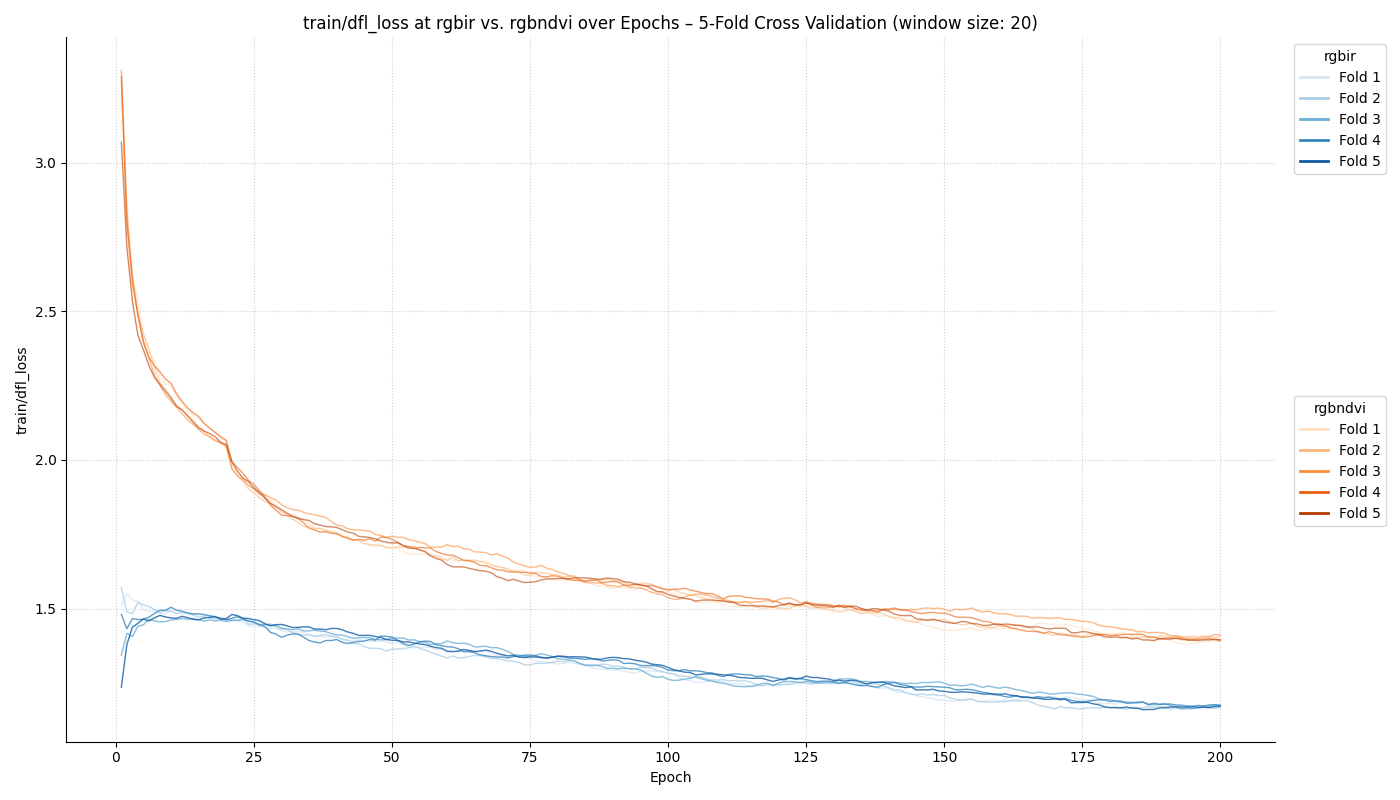 train/dfl_loss at rgbir vs. rgbndvi over Epochs – 5-Fold Cross Validation (window size: 20)
rgbir
Fold 1
Fold 2
Fold 3
Fold 4
Fold 5
rgbndvi
Fold 1
Fold 2
Fold 3
Fold 4
Fold 5
train/dfl_loss
3.0
2.5
2.0
1.5
0 25 50 75 100 125 150 175 200
Epoch